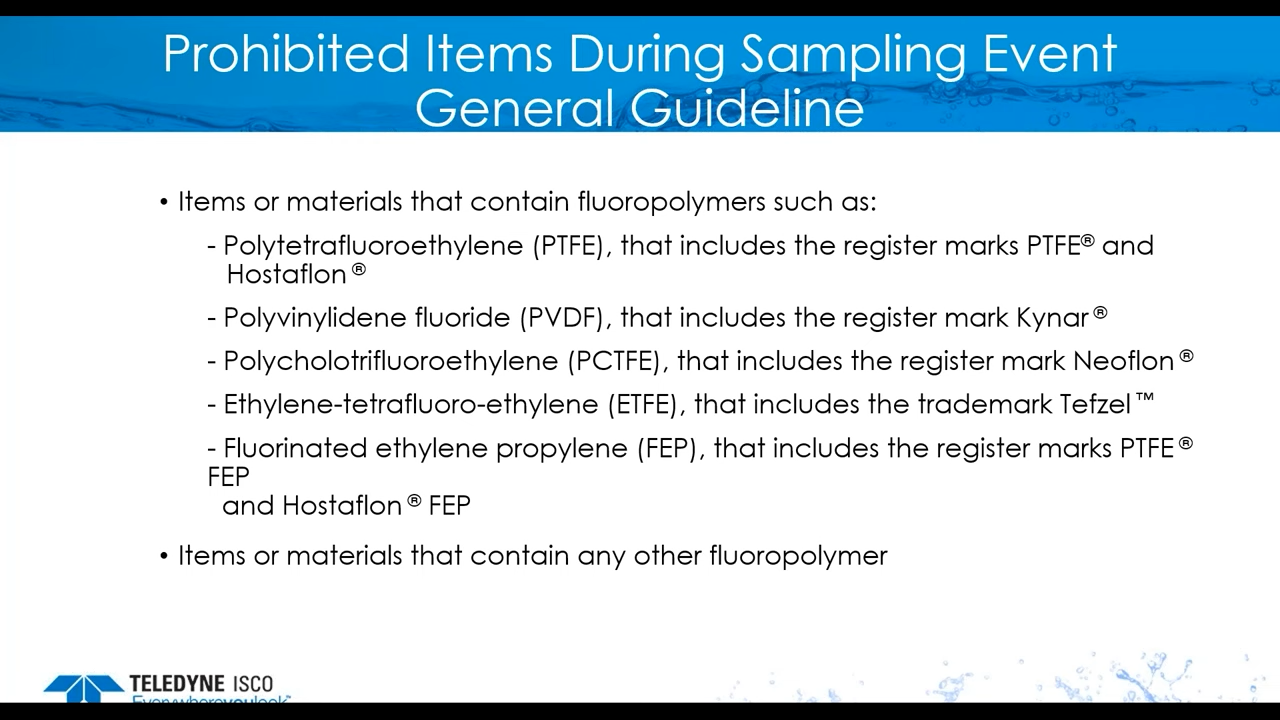 Prohibited Items During Sampling Event
General Guideline
• Items or materials that contain fluoropolymers such as:
- Polytetrafluoroethylene (PTFE), that includes the register marks PTFE® and
Hostaflon ®
- Polyvinylidene fluoride (PVDF), that includes the register mark Kynar ®
- Polycholotrifluoroethylene (PCTFE), that includes the register mark Neoflon ®
- Ethylene-tetrafluoro-ethylene (ETFE), that includes the trademark Tefzel ™
- Fluorinated ethylene propylene (FEP), that includes the register marks PTFE ®
FEP
and Hostaflon ® FEP
• Items or materials that contain any other fluoropolymer
TELEDYNE ISCO
Everywhereyoulook™